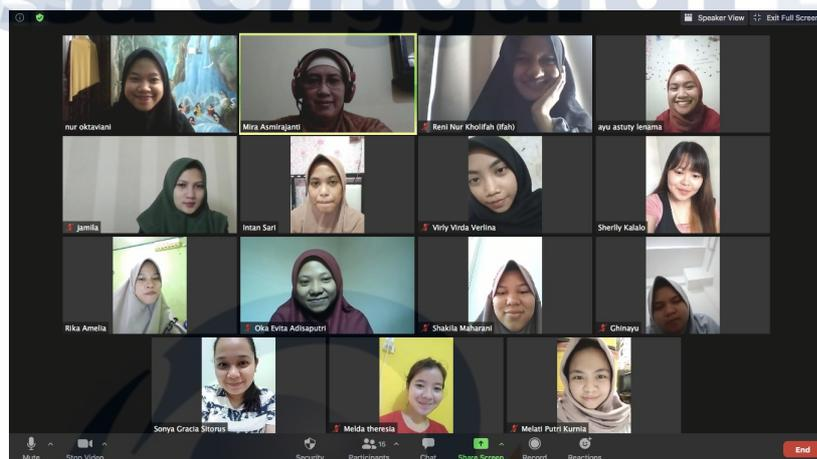 Speaker View Exit Full Screen
nur oktaviani
Mira Asmirajanti
Reni Nur Kholifah (Ifah)
ayu astuty lenama
Jamila
Intan Sari
Virly Virda Verlina
Sherlly Kalalo
Rika Amelia
Oka Evita Adisaputri
Shakila Maharani
Ghinayu
Sonya Gracia Sitorus
Melda theresia
Melati Putri Kurnia
15
Mute Stop Video Security Participants Chat Share Screen Record Reactions
End